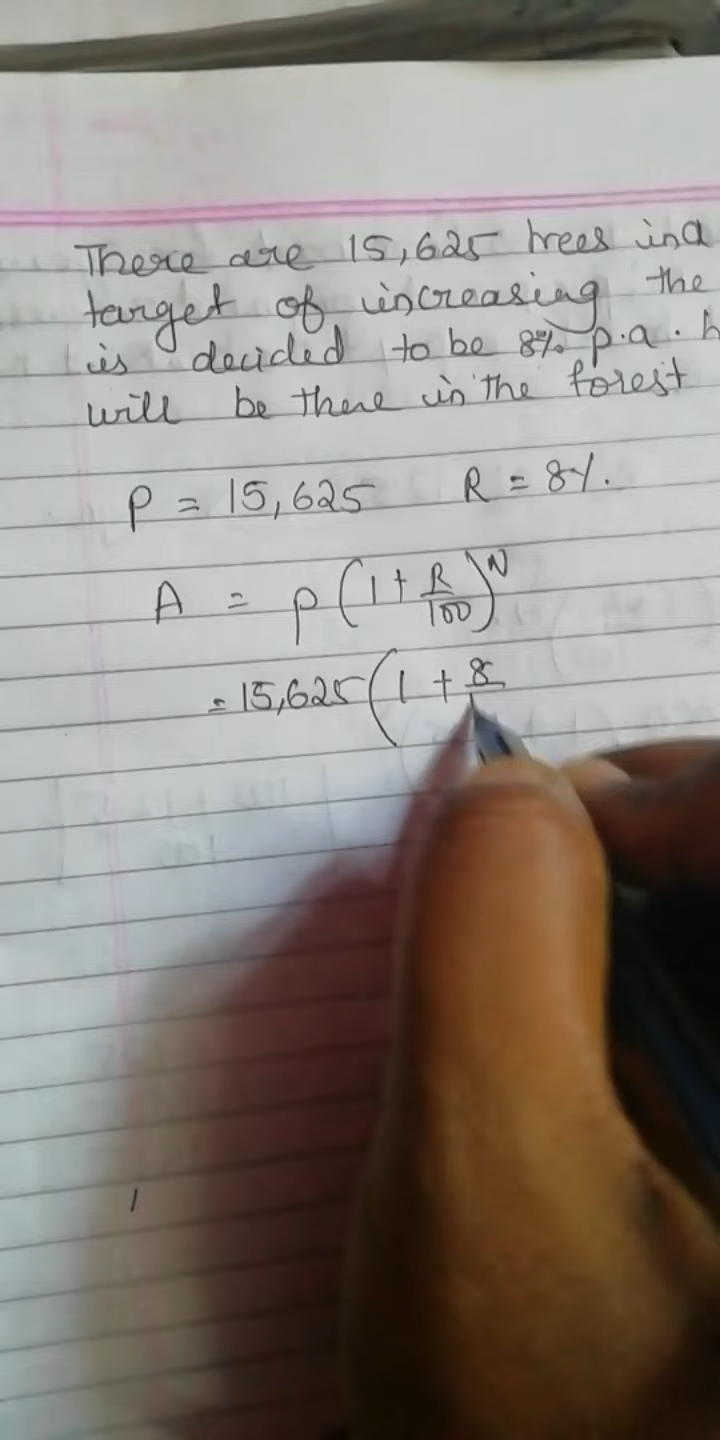 There are 15,625 trees in a
target of increasing the
is decided to be 8% p.a.
will be there in the forest
P = 15,625 R = 8%.
A = P(1+R/100)^N
= 15,625(1+8